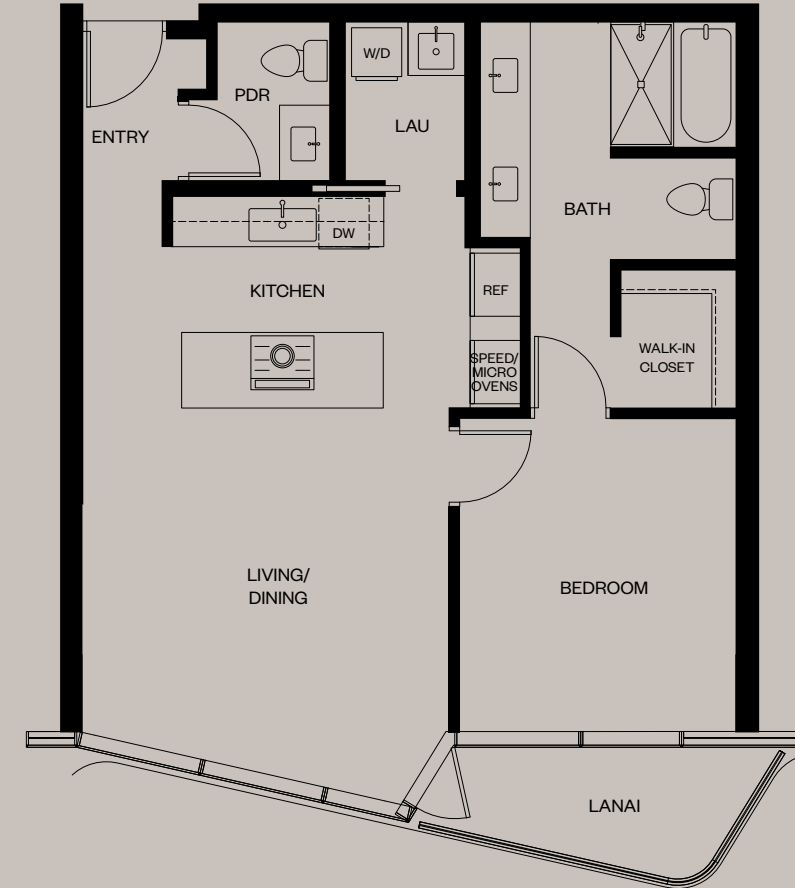 W/D
PDR
LAU
ENTRY
BATH
DW
KITCHEN
REF
SPEED/
MICRO
OVENS
WALK-IN
CLOSET
LIVING/
DINING
BEDROOM
LANAI